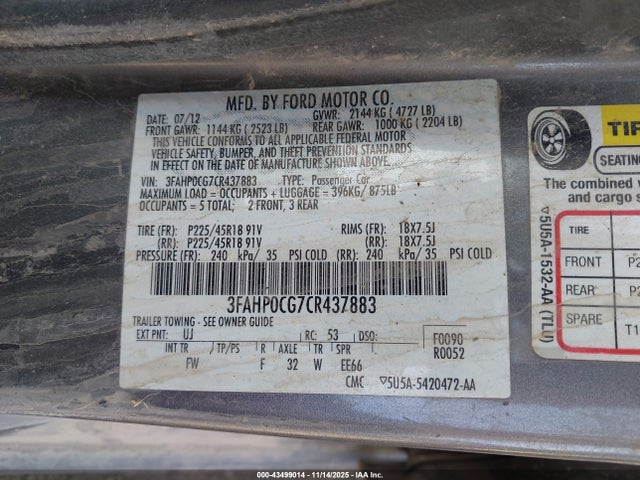 MFD. BY FORD MOTOR CO.
DATE: 07/12 GVWR: 2144 KG ( 4727 LB)
FRONT GAWR: 1144 KG ( 2523 LB) REAR GAWR: 1000 KG ( 2204 LB)
THIS VEHICLE CONFORMS TO ALL APPLICABLE FEDERAL MOTOR
VEHICLE SAFETY, BUMPER, AND THEFT PREVENTION STANDARDS
IN EFFECT ON THE DATE OF MANUFACTURE SHOWN ABOVE.
VIN: 3FAHP0CG7CR437883 TYPE: Passenger Car
MAXIMUM LOAD = OCCUPANTS + LUGGAGE = 396KG/ 875LB
OCCUPANTS = 5 TOTAL; 2 FRONT, 3 REAR
TIRE (FR): P225/45R18 91V RIMS (FR): 18X7.5J
(RR): P225/45R18 91V (RR): 18X7.5J
PRESSURE (FR): 240 kPa/ 35 PSI COLD (RR): 240 kPa/ 35 PSI COLD
3FAHP0CG7CR437883
TRAILER TOWING - SEE OWNER GUIDE
EXT PNT: UJ RC: 53 DSO: F0090
R0052
INT TR TP/PS R AXLE TR SPR
FW F 32 W EE66
CMC ▽5U5A-5420472-AA
TIR
SEATING
The combined
and cargo s
▽5U5A-1532-AA (TLU)
TIRE
FRONT P2
REAR P2
SPARE T1
000-43499014 - 11/14/2025 - IAA Inc.